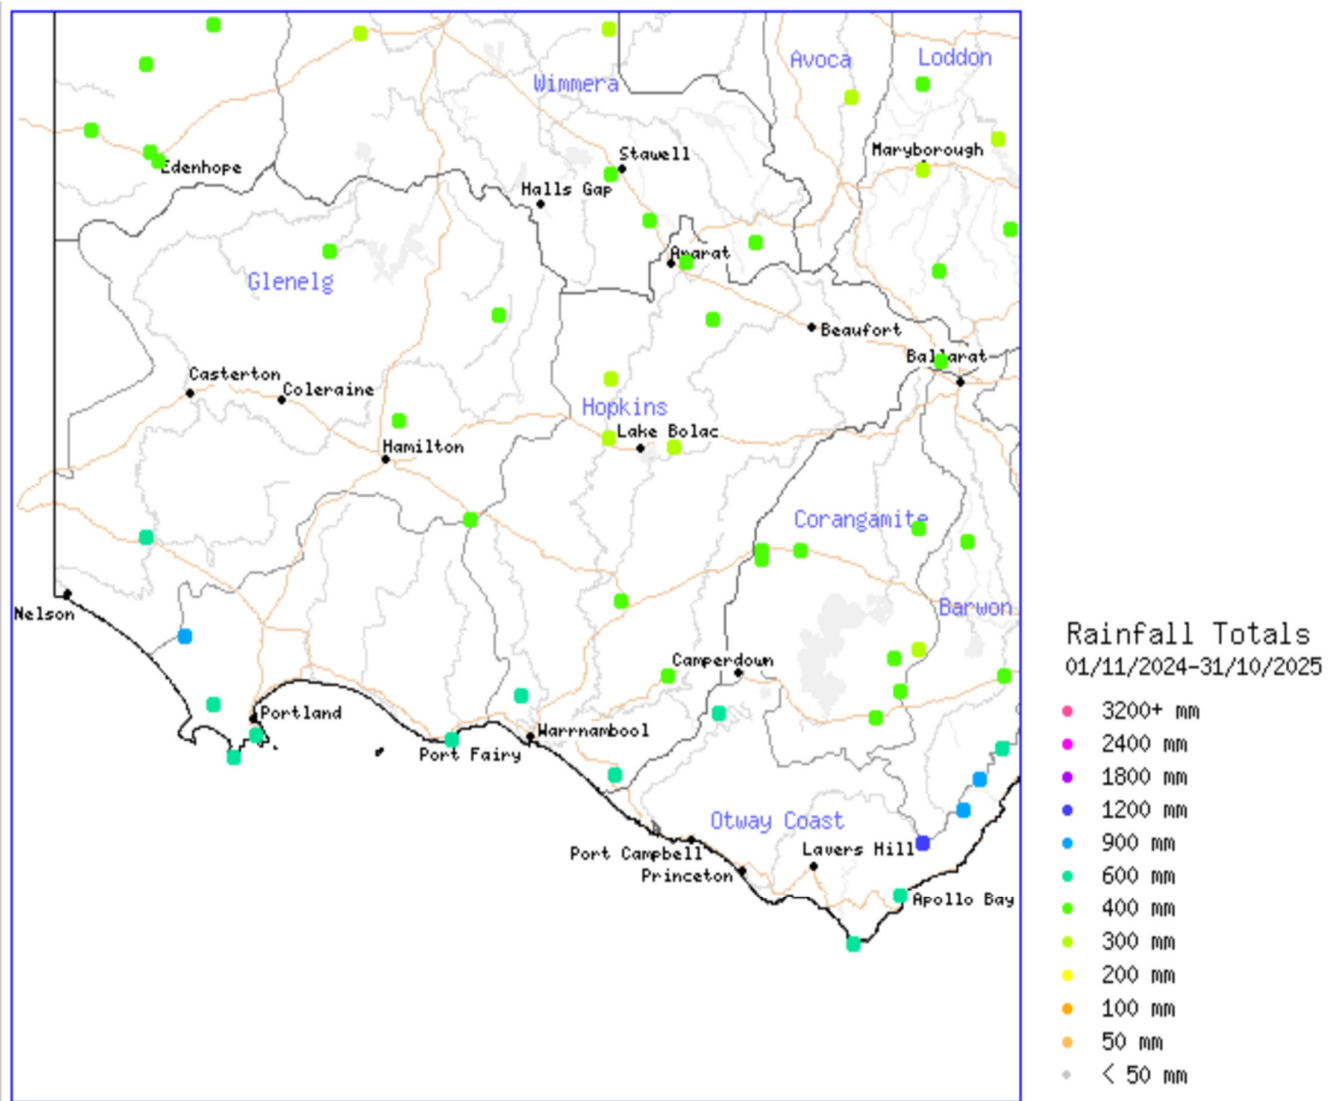 Avoca
Loddon
Wimmera
Maryborough
Stawell
Edenhope
Halls Gap
Ararat
Glenelg
Beaufort
Ballarat
Casterton
Coleraine
Hopkins
Lake Bolac
Hamilton
Corangamite
Nelson
Barwon
Camperdown
Portland
Warrnambool
Port Fairy
Otway Coast
Port Campbell
Lavers Hill
Princeton
Apollo Bay
Rainfall Totals
01/11/2024-31/10/2025
3200+ mm
2400 mm
1800 mm
1200 mm
900 mm
600 mm
400 mm
300 mm
200 mm
100 mm
50 mm
< 50 mm